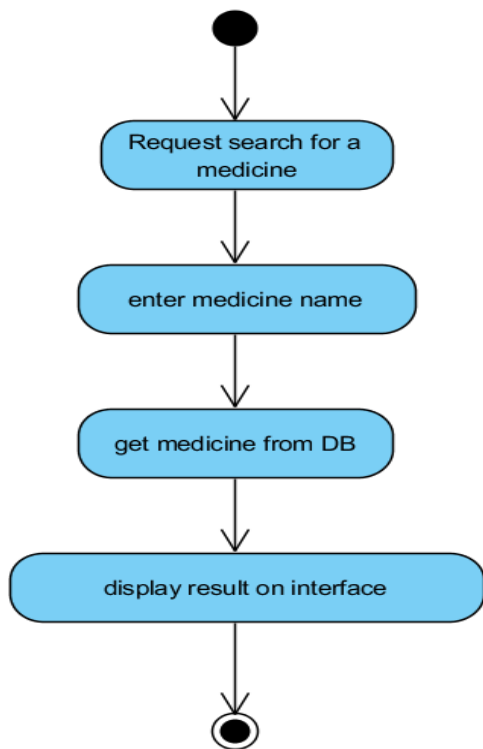 Request search for a
medicine
enter medicine name
get medicine from DB
display result on interface